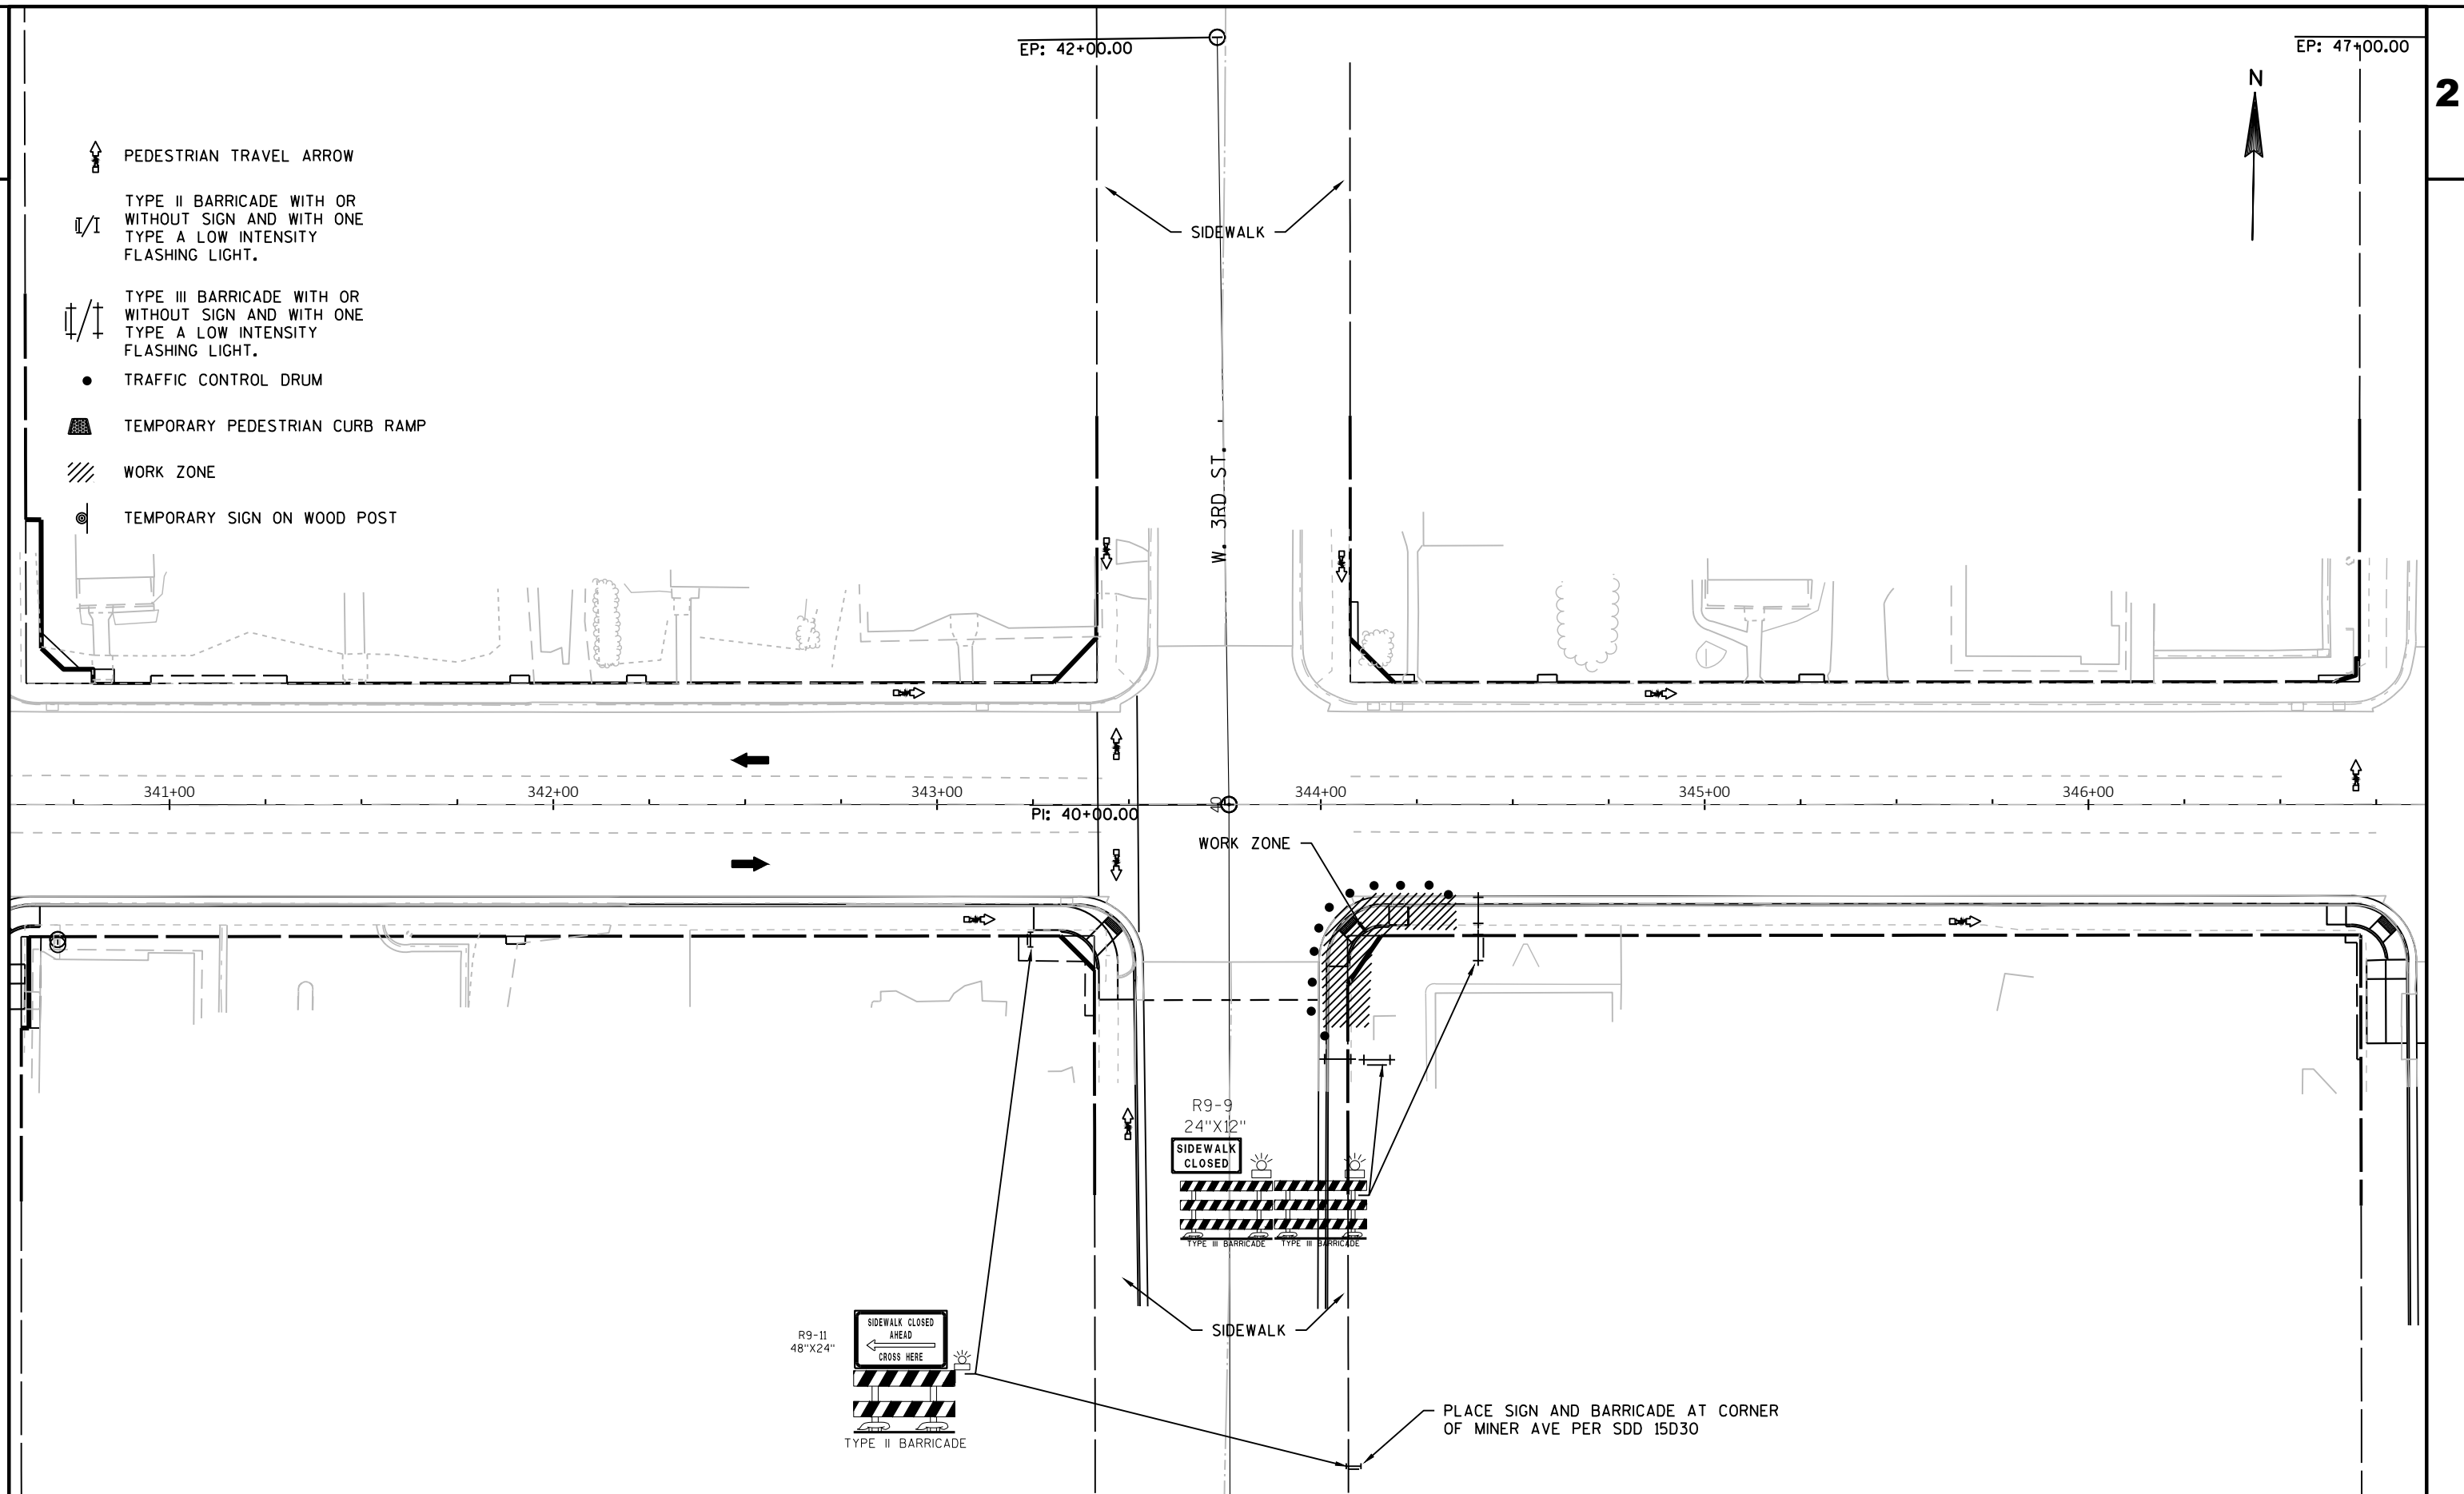 EP: 42+00.00
EP: 47+00.00
2
N
PEDESTRIAN TRAVEL ARROW
TYPE II BARRICADE WITH OR
WITHOUT SIGN AND WITH ONE
TYPE A LOW INTENSITY
FLASHING LIGHT.
TYPE III BARRICADE WITH OR
WITHOUT SIGN AND WITH ONE
TYPE A LOW INTENSITY
FLASHING LIGHT.
TRAFFIC CONTROL DRUM
TEMPORARY PEDESTRIAN CURB RAMP
WORK ZONE
TEMPORARY SIGN ON WOOD POST
SIDEWALK
W. 3RD ST.
341+00
342+00
343+00
344+00
345+00
346+00
40
PI: 40+00.00
WORK ZONE
R9-9
24"X12"
SIDEWALK
CLOSED
TYPE III BARRICADE
TYPE III BARRICADE
SIDEWALK
R9-11
48"X24"
SIDEWALK CLOSED
AHEAD
CROSS HERE
TYPE II BARRICADE
PLACE SIGN AND BARRICADE AT CORNER
OF MINER AVE PER SDD 15D30